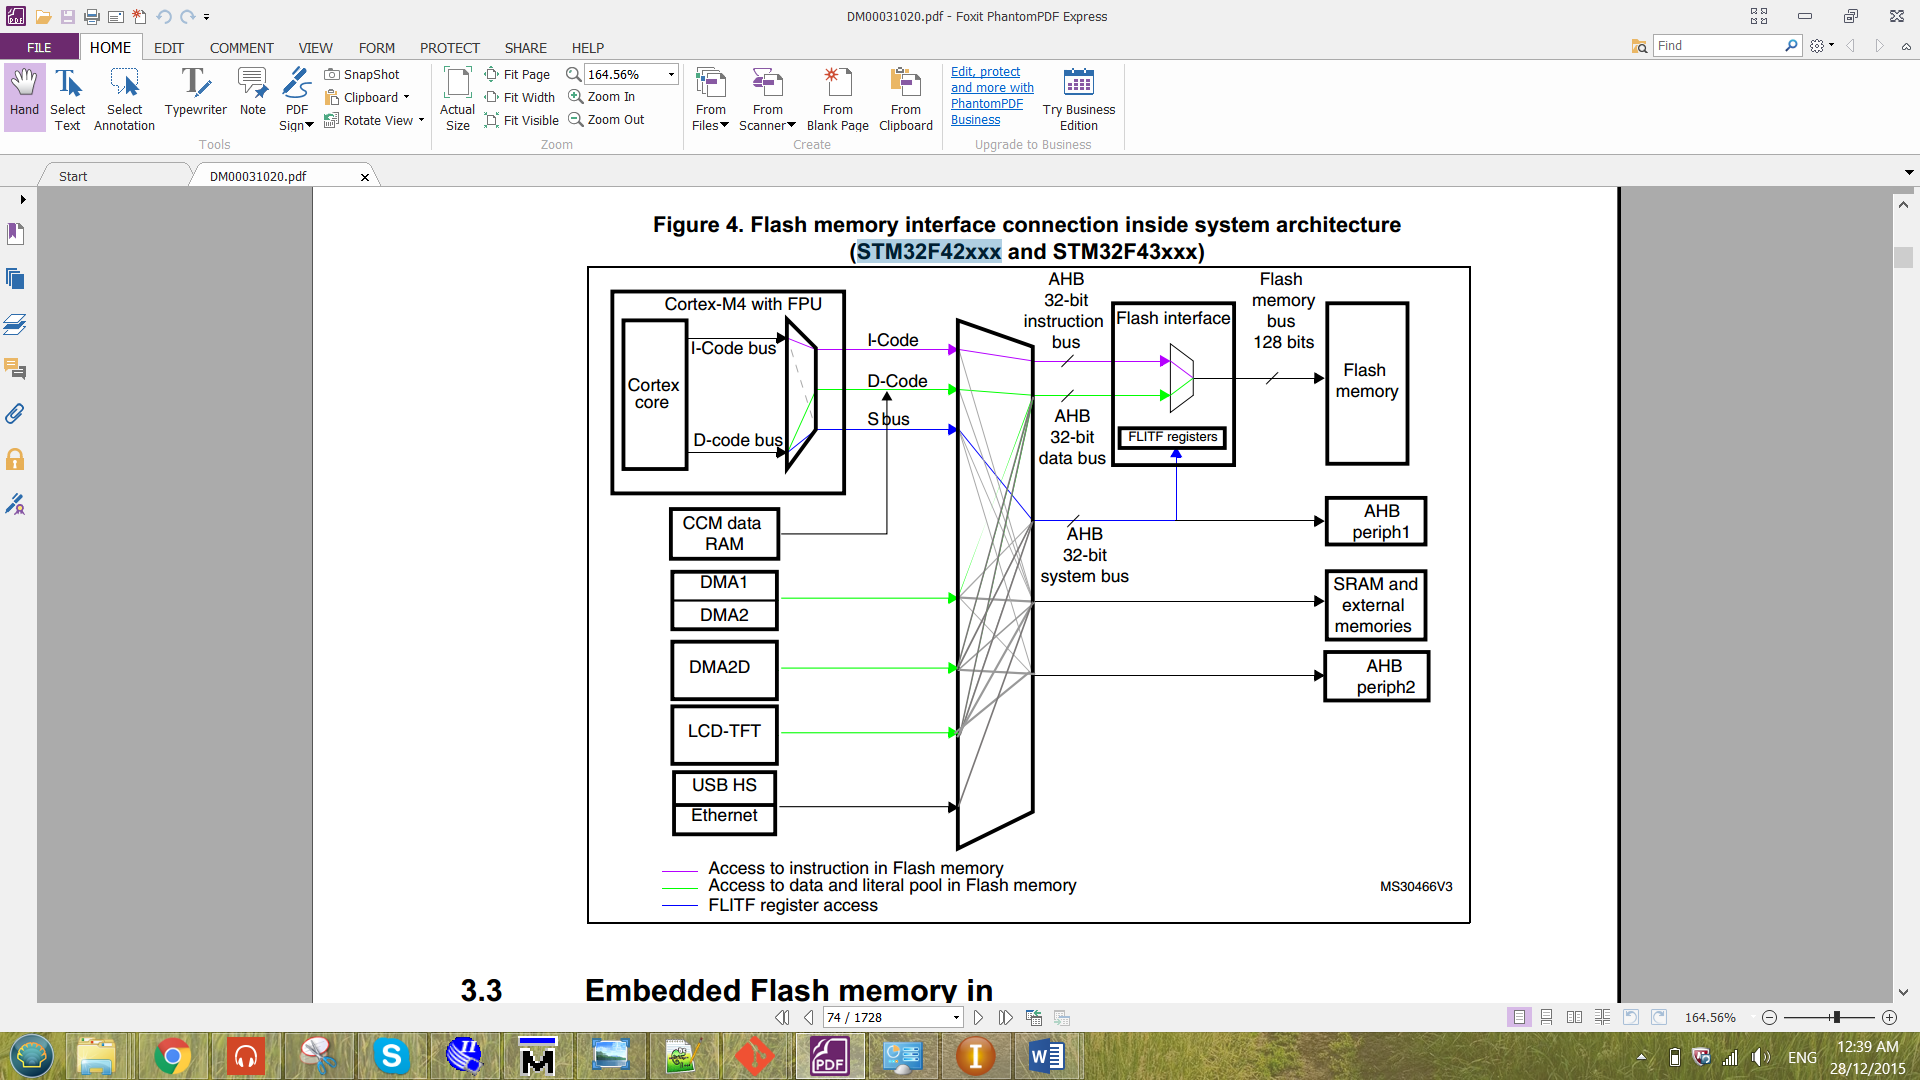 DM00031020.pdf - Foxit PhantomPDF Express
FILE
HOME
EDIT
COMMENT
VIEW
FORM
PROTECT
SHARE
HELP
Find
Hand
Select
Text
Select
Annotation
Typewriter
Note
PDF
Sign
SnapShot
Clipboard
Rotate View
Tools
Actual
Size
Fit Page
Fit Width
Fit Visible
164.56%
Zoom In
Zoom Out
Zoom
From
Files
From
Scanner
From
Blank Page
From
Clipboard
Create
Edit, protect
and more with
PhantomPDF
Business
Try Business
Edition
Upgrade to Business
Start
DM00031020.pdf
Figure 4. Flash memory interface connection inside system architecture
(STM32F42xxx and STM32F43xxx)
Cortex-M4 with FPU
Cortex
core
I-Code bus
D-code bus
I-Code
D-Code
S bus
AHB
32-bit
instruction
bus
AHB
32-bit
data bus
AHB
32-bit
system bus
Flash interface
FLITF registers
Flash
memory
bus
128 bits
Flash
memory
AHB
periph1
SRAM and
external
memories
AHB
periph2
CCM data
RAM
DMA1
DMA2
DMA2D
LCD-TFT
USB HS
Ethernet
Access to instruction in Flash memory
Access to data and literal pool in Flash memory
FLITF register access
MS30466V3
3.3 Embedded Flash memory in
74 / 1728
164.56%
ENG
12:39 AM
28/12/2015